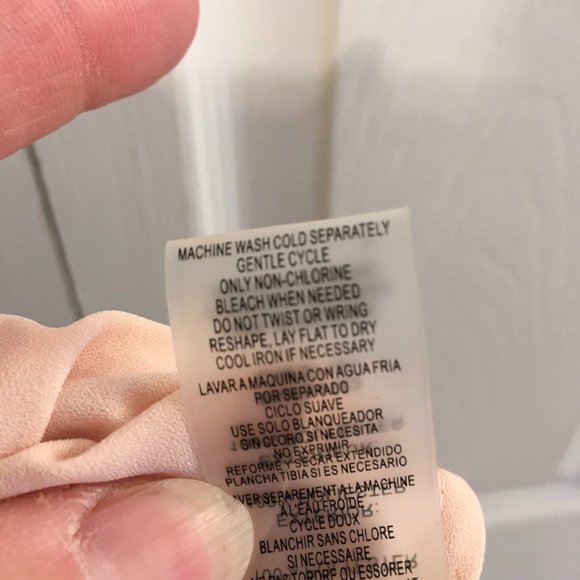 MACHINE WASH COLD SEPARATELY
GENTLE CYCLE
ONLY NON-CHLORINE
BLEACH WHEN NEEDED
DO NOT TWIST OR WRING
RESHAPE, LAY FLAT TO DRY
COOL IRON IF NECESSARY
LAVAR A MAQUINA CON AGUA FRIA
POR SEPARADO
CICLO SUAVE
USE SOLO BLANQUEADOR
SIN CLORO SI NECESITA
NO EXPRIMIR
REFORME Y SECAR EXTENDIDO
PLANCHA TIBIA SI ES NECESARIO
SEPAREMENT A LA MACHINE
À L'EAU FROIDE
CYCLE DOUX
BLANCHIR SANS CHLORE
SI NECESSAIRE
TORDRE OU ESSORER